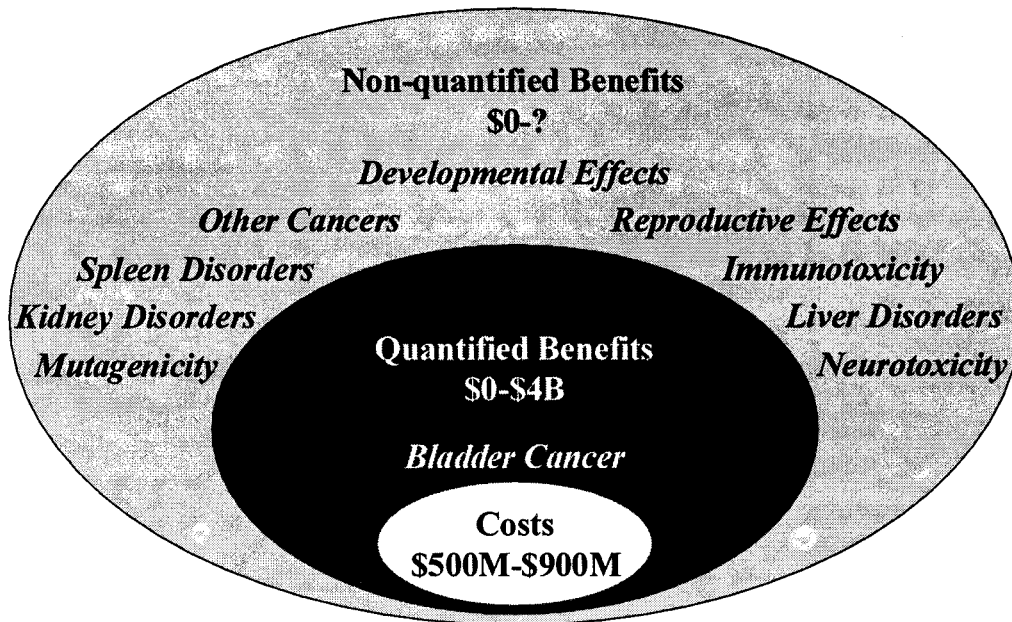 Non-quantified Benefits
$0-?
Developmental Effects
Other Cancers Reproductive Effects
Spleen Disorders Immunotoxicity
Kidney Disorders Liver Disorders
Mutagenicity Neurotoxicity
Quantified Benefits
$0-$4B
Bladder Cancer
Costs
$500M-$900M